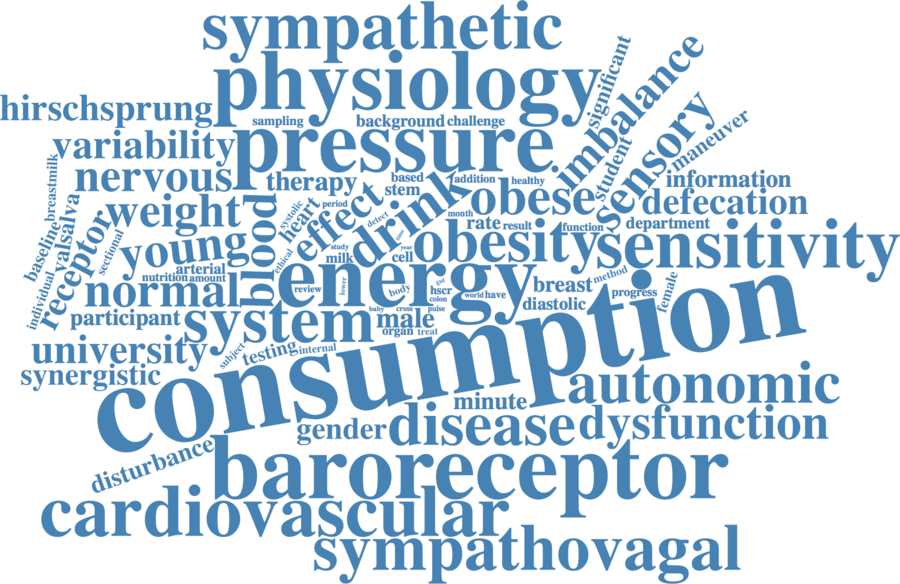 sympathetic
physiology
hirschsprung
sampling
background
challenge
significant
imbalance
variability
pressure
student
sensory
maneuver
nervous
therapy
based
stem
addition
healthy
information
breastmilk
valsalva
baseline
receptor
individual
sectional
weight
young
blood
systolic
heart
period
effect
detect
drink
month
obese
rate
result
function
defecation
department
arterial
nutrition
amount
ethical
study
milk
time
year
cell
obesity
sensitivity
normal
energy
review
lower
body
gut
hscr
colon
world
have
breast
method
diastolic
progress
female
participant
system
baby
cross
pulse
male
organ
treat
university
subject
testing
internal
synergistic
consumption
autonomic
minute
gender
disease
dysfunction
disturbance
baroreceptor
cardiovascular
sympathovagal